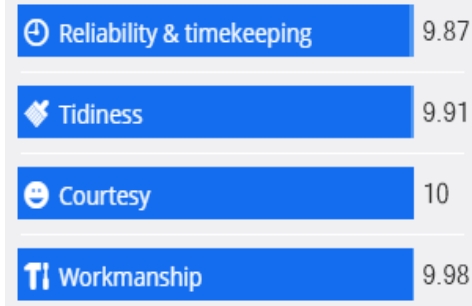 Reliability & timekeeping 9.87
Tidiness 9.91
Courtesy 10
Workmanship 9.98